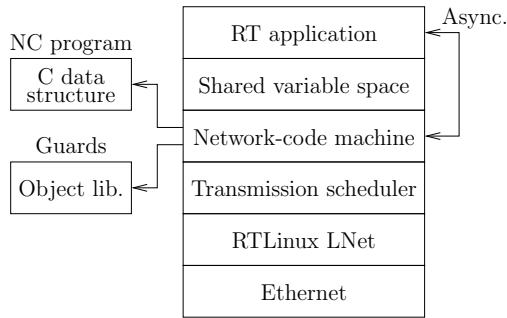 Async.
RT application
NC program
C data
structure
Shared variable space
Network-code machine
Guards
Object lib.
Transmission scheduler
RTLinux LNet
Ethernet